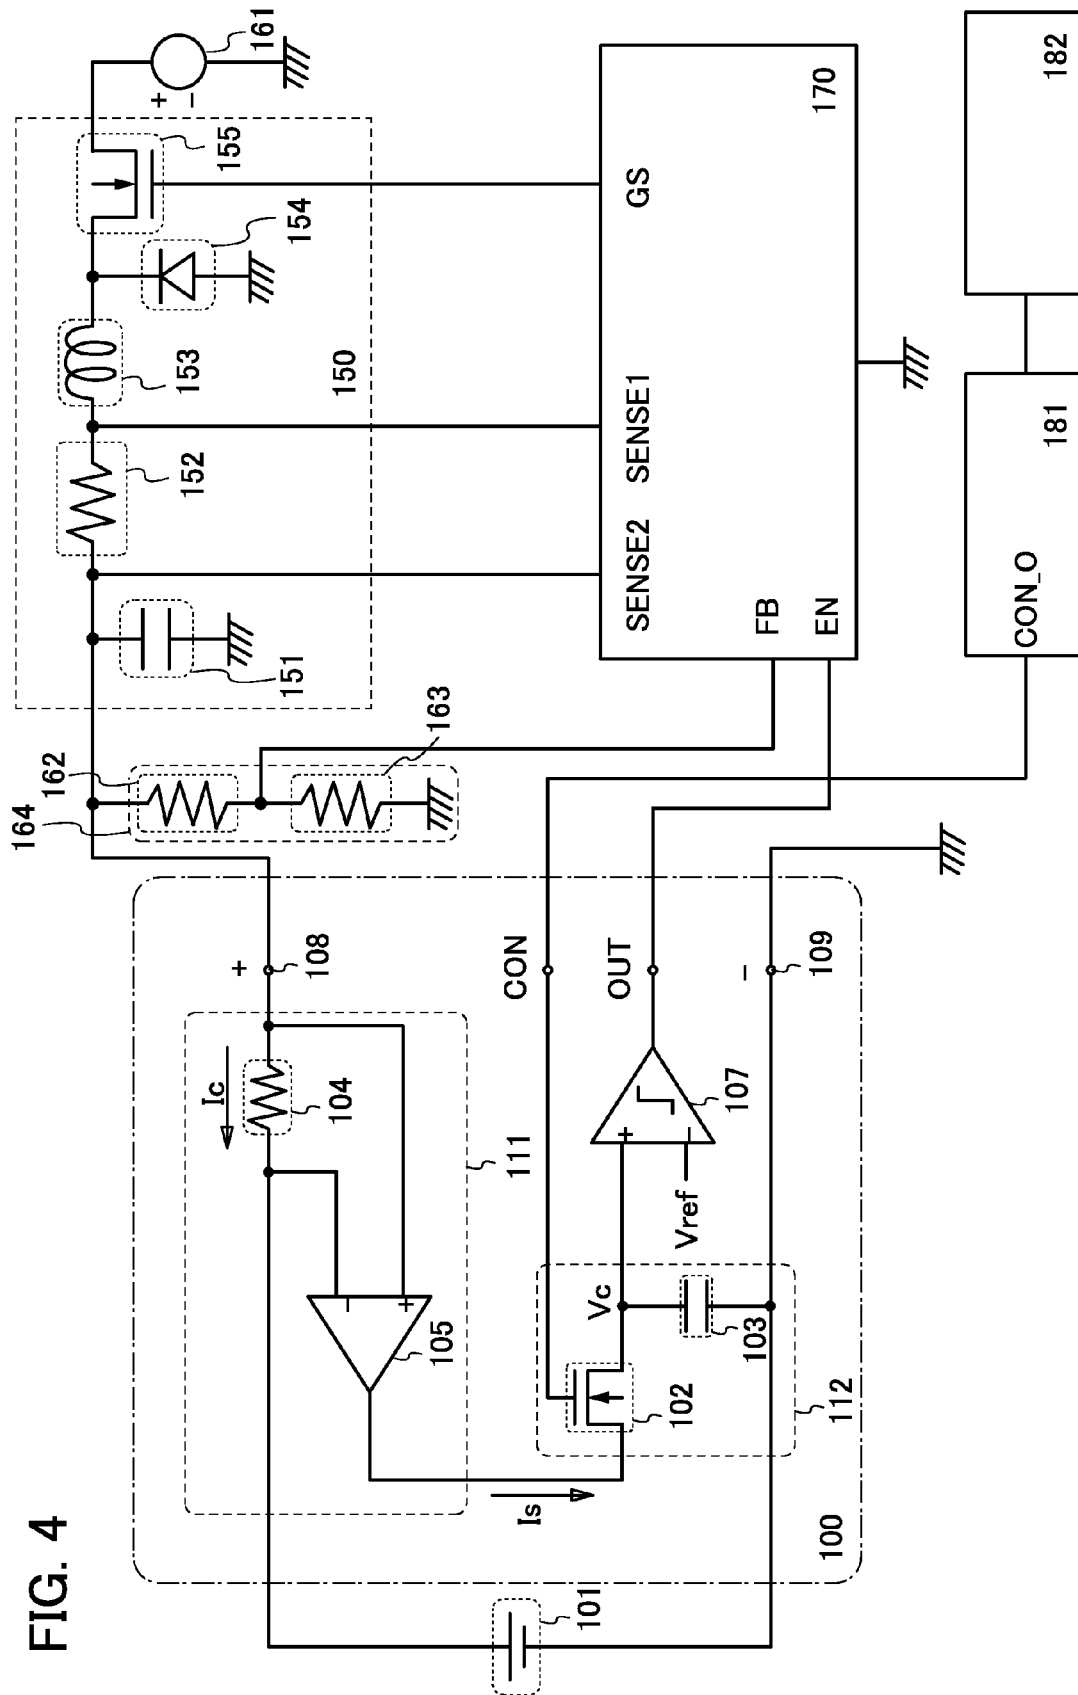 FIG. 4
164
162
163
151
152
153
150
154
155
161
+
−
+
108
Ic
104
111
105
−
+
Is
CON
OUT
−
109
107
+
−
Vref
Vc
102
103
112
100
101
SENSE2
SENSE1
GS
FB
EN
170
CON_O
181
182